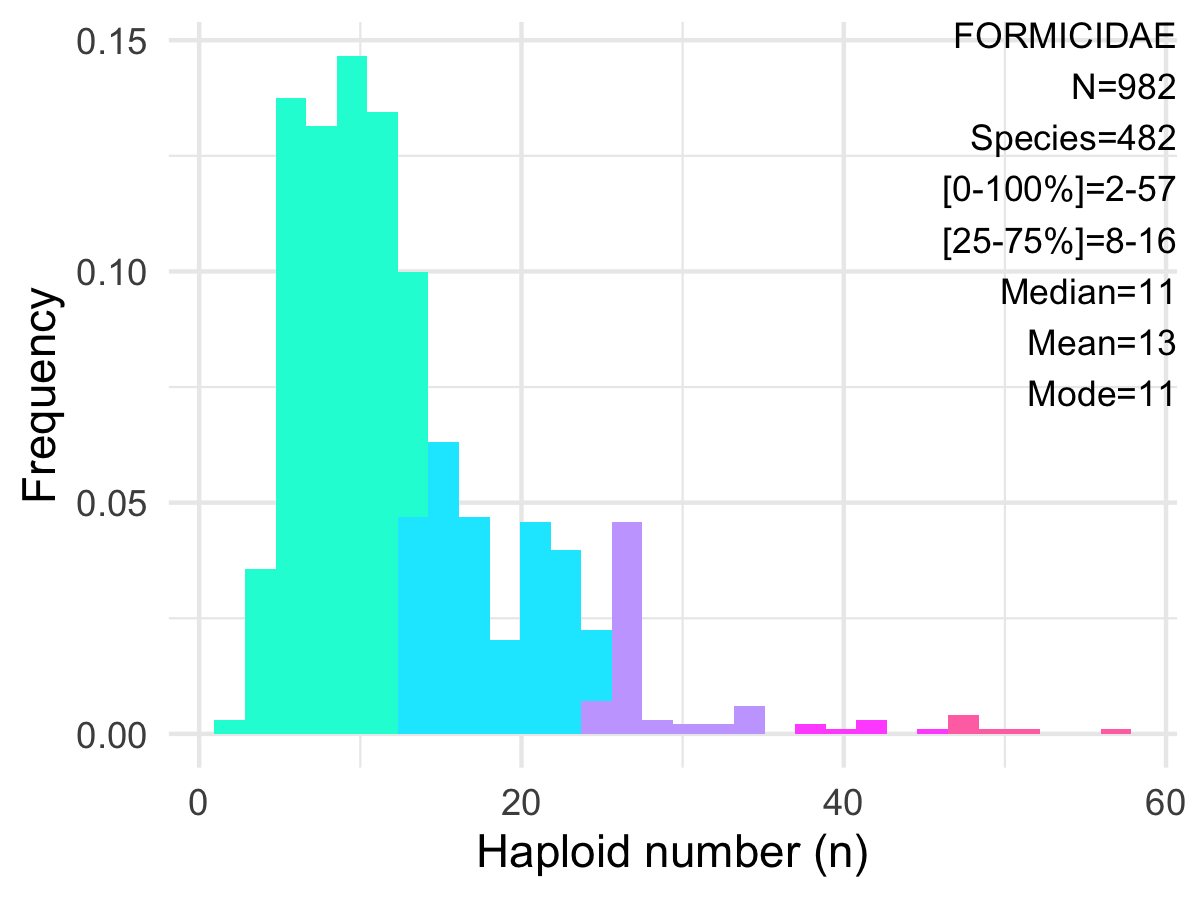 FORMICIDAE
N=982
Species=482
[0-100%]=2-57
[25-75%]=8-16
Median=11
Mean=13
Mode=11
0.15
0.10
0.05
0.00
Frequency
0 20 40 60
Haploid number (n)